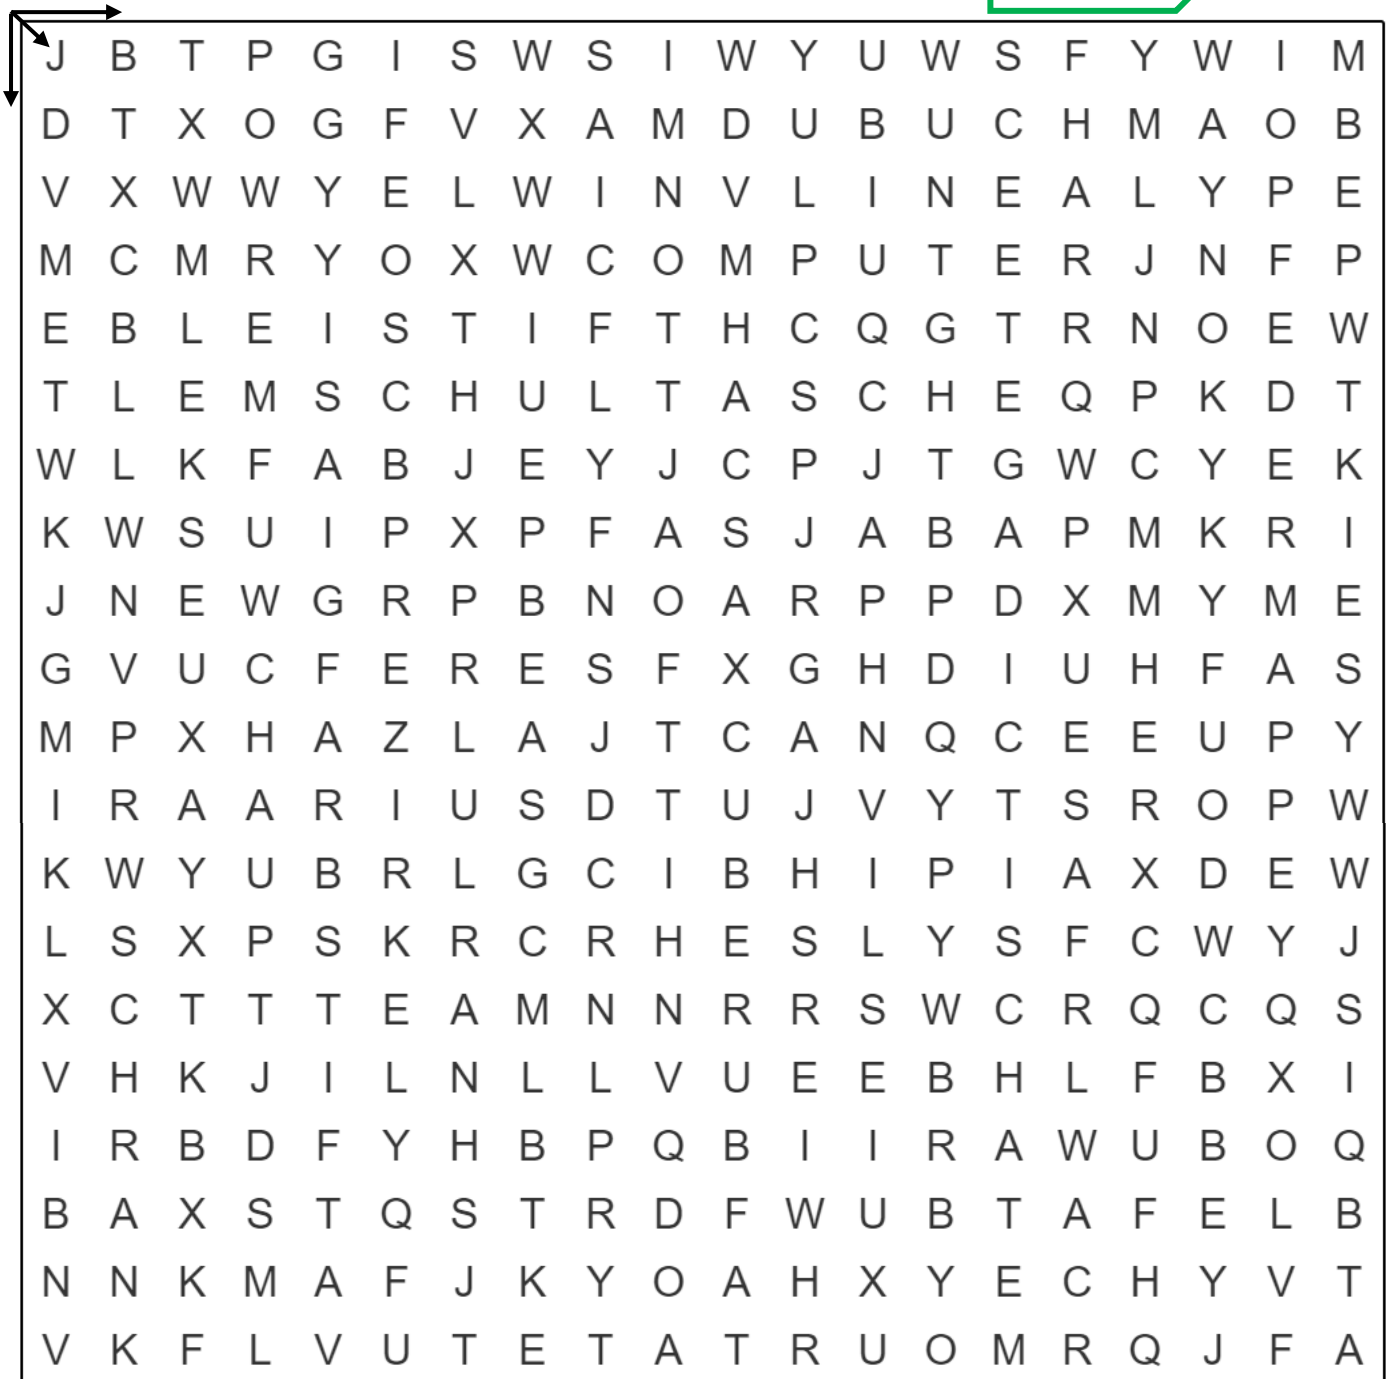 J B T P G I S W S I W Y U W S F Y W I M
D T X O G F V X A M D U B U C H M A O B
V X W W Y E L W I N V L I N E A L Y P E
M C M R Y O X W C O M P U T E R J N F P
E B L E I S T I F T H C Q G T R N O E W
T L E M S C H U L T A S C H E Q P K D T
W L K F A B J E Y J C P J T G W C Y E K
K W S U I P X P F A S J A B A P M K R I
J N E W G R P B N O A R P P D X M Y M E
G V U C F E R E S F X G H D I U H F A S
M P X H A Z L A J T C A N Q C E E U P Y
I R A A R I U S D T U J V Y T S R O P W
K W Y U B R L G C I B H I P I A X D E W
L S X P S K R C R H E S L Y S F C W Y J
X C T T T E A M N N R R S W C R Q C Q S
V H K J I L N L L V U E E B H L F B X I
I R B D F Y H B P Q B I I R A W U B O Q
B A X S T Q S T R D F W U B T A F E L B
N N K M A F J K Y O A H X Y E C H Y V T
V K F L V U T E T A T R U O M R Q J F A